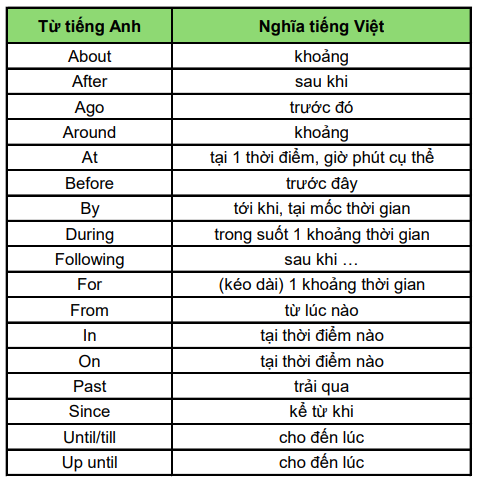 Từ tiếng Anh Nghĩa tiếng Việt
About khoảng
After sau khi
Ago trước đó
Around khoảng
At tại 1 thời điểm, giờ phút cụ thể
Before trước đây
By tới khi, tại mốc thời gian
During trong suốt 1 khoảng thời gian
Following sau khi …
For (kéo dài) 1 khoảng thời gian
From từ lúc nào
In tại thời điểm nào
On tại thời điểm nào
Past trải qua
Since kể từ khi
Until/till cho đến lúc
Up until cho đến lúc